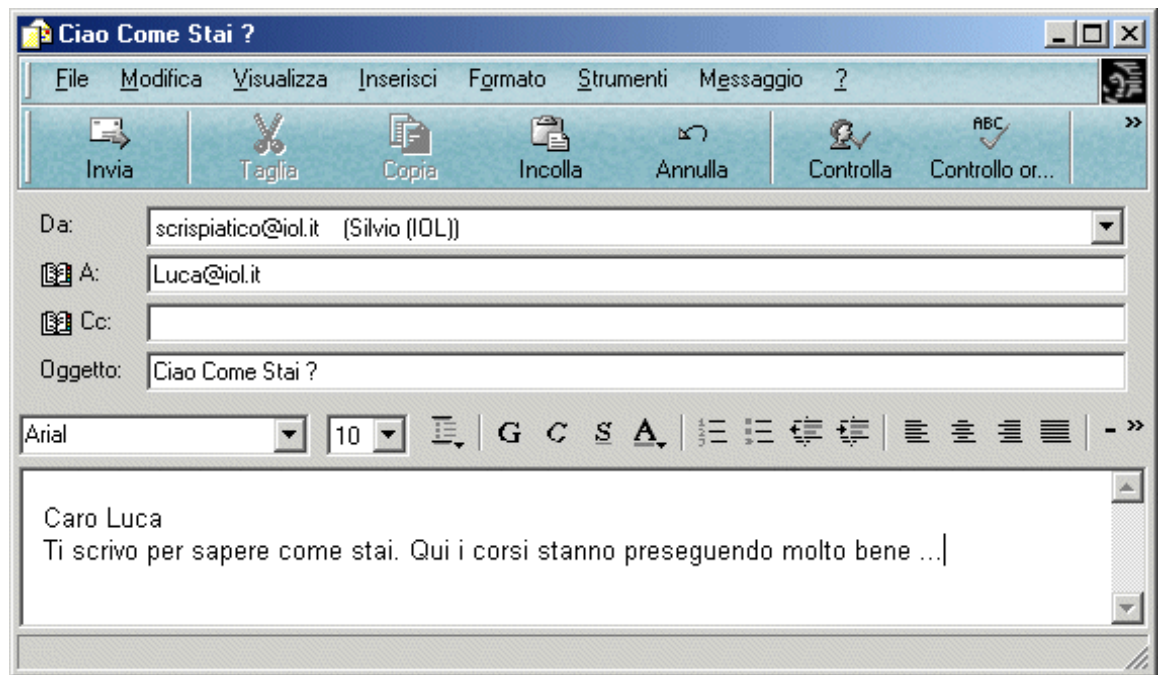 Ciao Come Stai ?
File Modifica Visualizza Inserisci Formato Strumenti Messaggio ?
ABC
Invia Taglia Copia Incolla Annulla Controlla Controllo or...
Da: scrispiatico@iol.it (Silvio (IOL))
A: Luca@iol.it
Cc:
Oggetto: Ciao Come Stai ?
Arial 10 G C S A
Caro Luca
Ti scrivo per sapere come stai. Qui i corsi stanno preseguendo molto bene ...